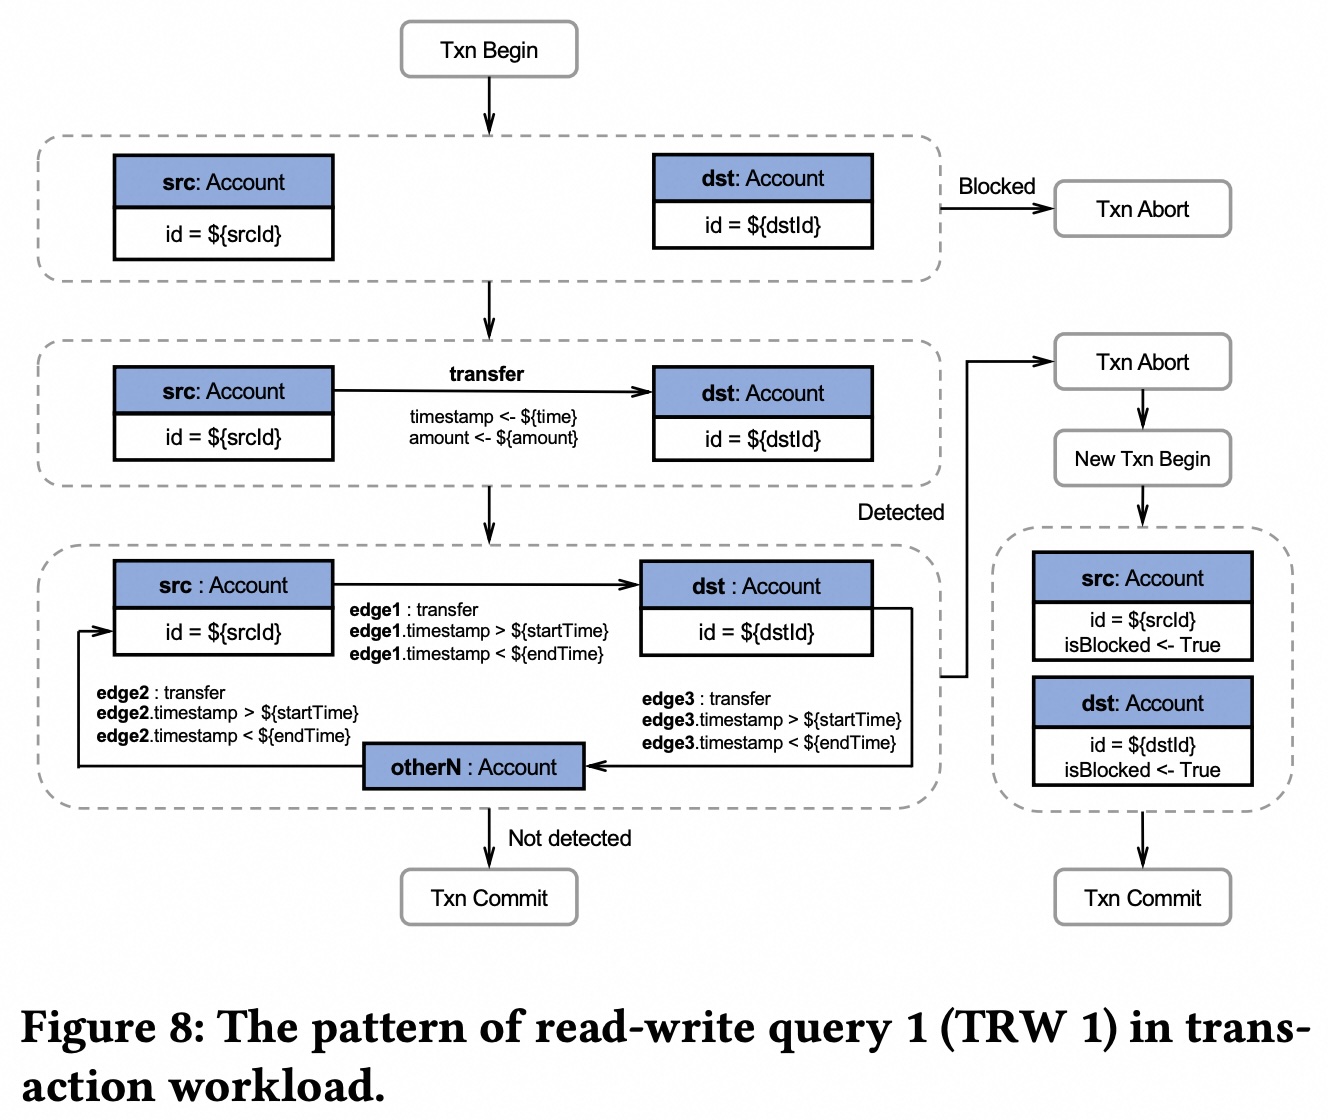 Txn Begin
src: Account
id = ${srcId}
dst: Account
id = ${dstId}
Blocked
Txn Abort
src: Account
id = ${srcId}
transfer
timestamp <- ${time}
amount <- ${amount}
dst: Account
id = ${dstId}
Detected
Txn Abort
New Txn Begin
src : Account
id = ${srcId}
edge1 : transfer
edge1.timestamp > ${startTime}
edge1.timestamp < ${endTime}
dst : Account
id = ${dstId}
edge2 : transfer
edge2.timestamp > ${startTime}
edge2.timestamp < ${endTime}
edge3 : transfer
edge3.timestamp > ${startTime}
edge3.timestamp < ${endTime}
otherN : Account
src: Account
id = ${srcId}
isBlocked <- True
dst: Account
id = ${dstId}
isBlocked <- True
Not detected
Txn Commit
Txn Commit
Figure 8: The pattern of read-write query 1 (TRW 1) in trans-
action workload.